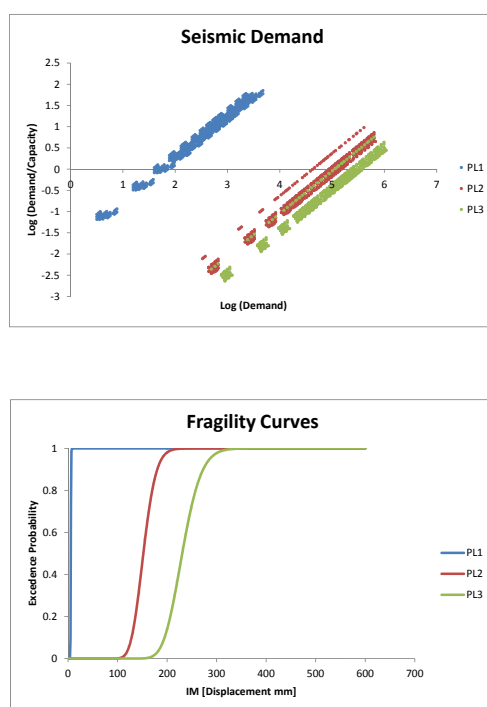 Seismic Demand
2.5
2
1.5
1
0.5
0
-0.5
-1
-1.5
-2
-2.5
-3
0 1 2 3 4 5 6 7
Log (Demand/Capacity)
Log (Demand)
PL1
PL2
PL3
Fragility Curves
1
0.8
0.6
0.4
0.2
0
0 100 200 300 400 500 600 700
Excedence Probability
IM [Displacement mm]
PL1
PL2
PL3